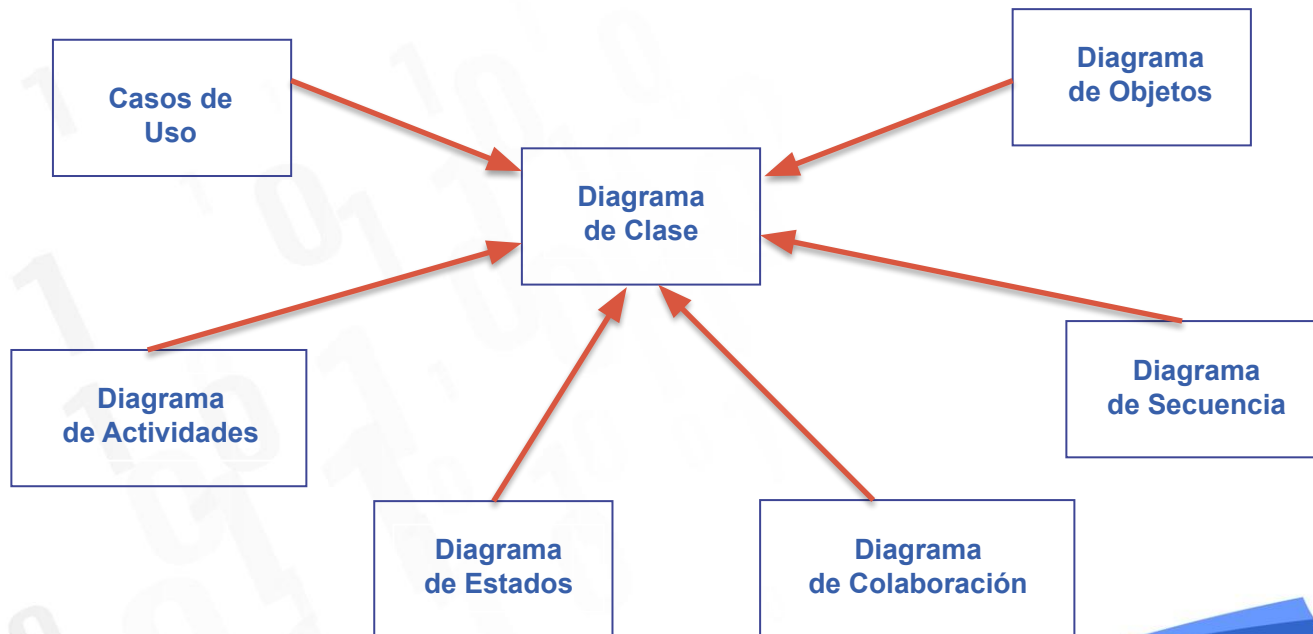 Casos de
Uso
Diagrama
de Objetos
Diagrama
de Clase
Diagrama
de Actividades
Diagrama
de Secuencia
Diagrama
de Estados
Diagrama
de Colaboración